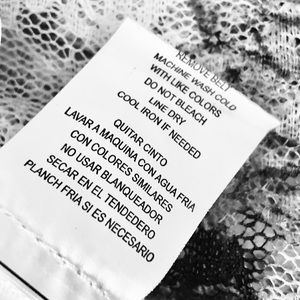 REMOVE BELT
MACHINE WASH COLD
WITH LIKE COLORS
DO NOT BLEACH
LINE DRY
COOL IRON IF NEEDED
QUITAR CINTO
LAVAR A MAQUINA CON AGUA FRIA
CON COLORES SIMILARES
NO USAR BLANQUEADOR
SECAR EN EL TENDEDERO
PLANCH FRIA SI ES NECESARIO